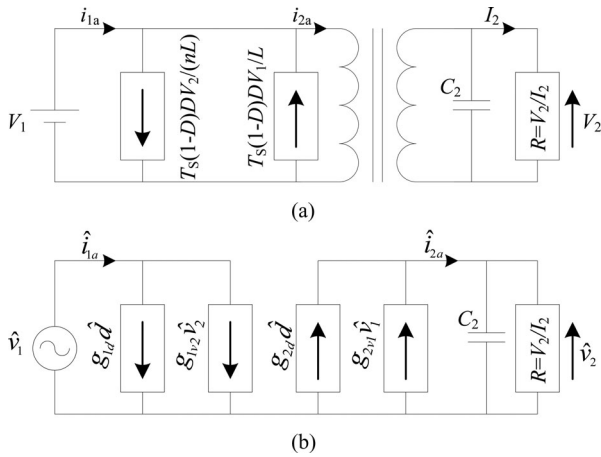 i1a
i2a
I2
V1
TS(1-D)DV2/(nL)
TS(1-D)DV1/L
C2
R=V2/I2
V2
(a)
î1a
î2a
v̂1
g1d d̂
g1v2 v̂2
g2d d̂
g2v1 v̂1
C2
R=V2/I2
v̂2
(b)